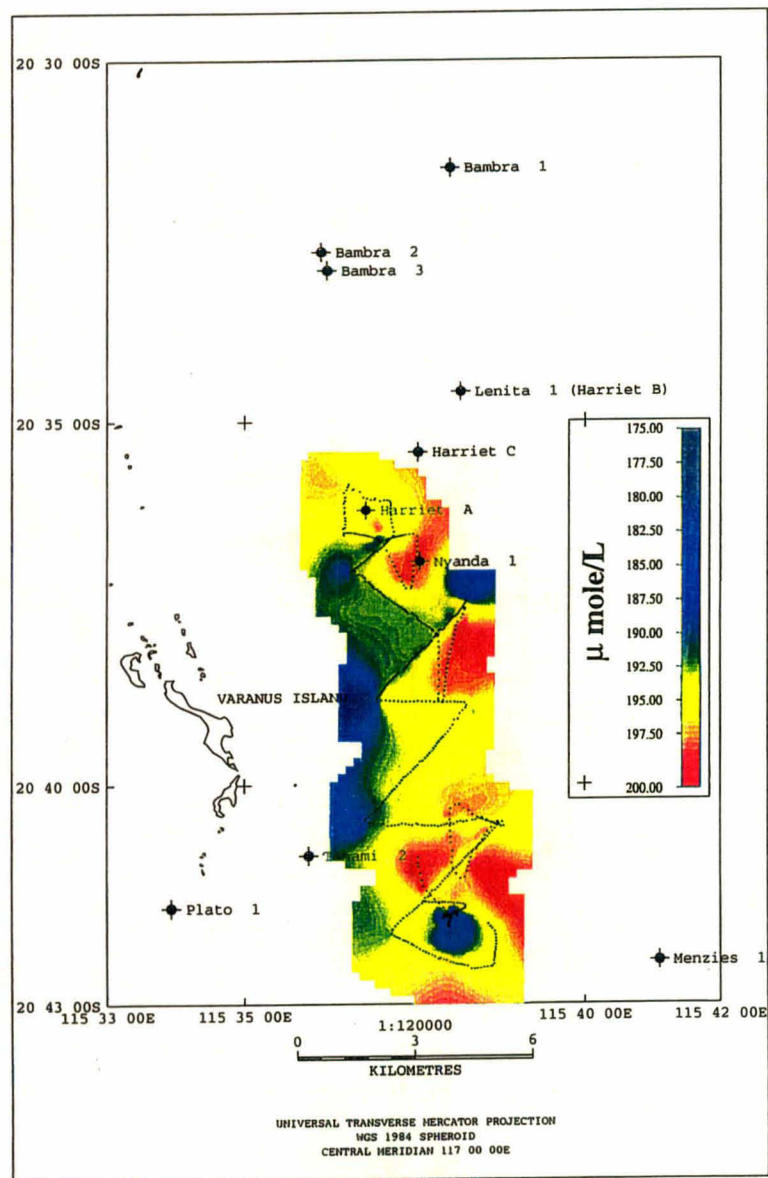 20 30 00S
Bambra 1
Bambra 2
Bambra 3
Lenita 1 (Harriet B)
20 35 00S
Harriet C
Harriet A
Nyanda 1
175.00
177.50
180.00
182.50
185.00
187.50
190.00
192.50
195.00
197.50
200.00
μ mole/L
VARANUS ISLAND
20 40 00S
2
Plato 1
Menzies 1
20 43 00S
115 33 00E
115 35 00E
115 40 00E
115 42 00E
1:120000
0 3 6
KILOMETRES
UNIVERSAL TRANSVERSE MERCATOR PROJECTION
WGS 1984 SPHEROID
CENTRAL MERIDIAN 117 00 00E